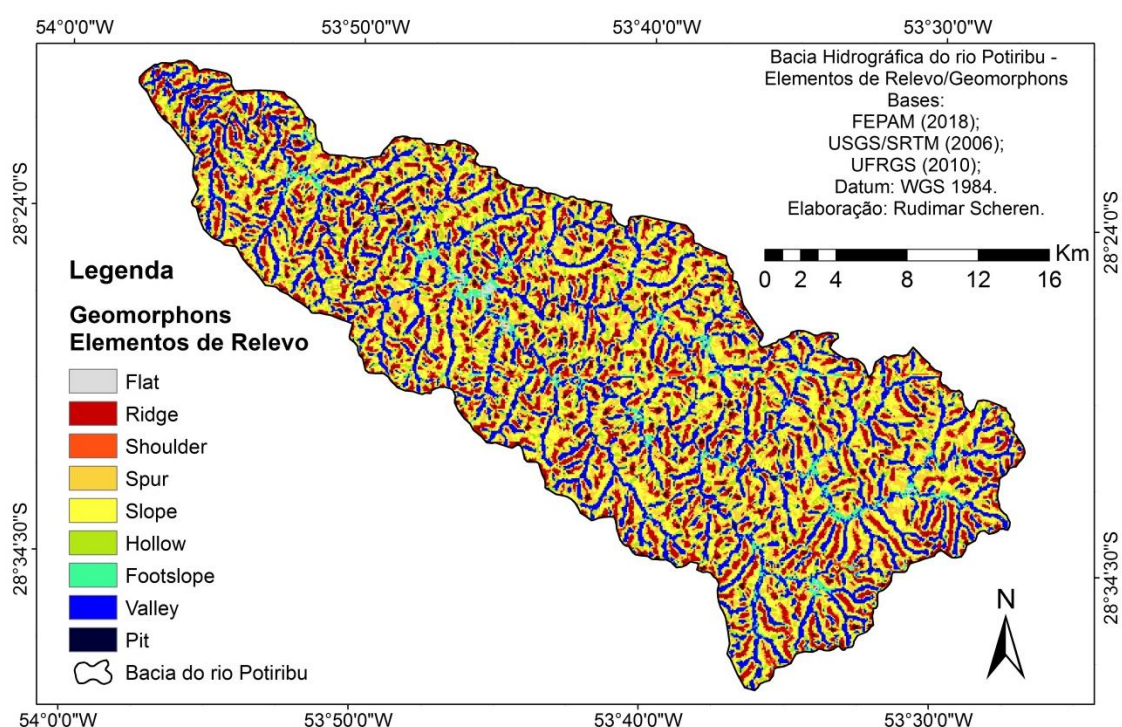 54°0'0"W 53°50'0"W 53°40'0"W 53°30'0"W
Bacia Hidrográfica do rio Potiribu -
Elementos de Relevo/Geomorphons
Bases:
FEPAM (2018);
USGS/SRTM (2006);
UFRGS (2010);
Datum: WGS 1984.
Elaboração: Rudimar Scheren.
28°24'0"S
28°24'0"S
Km
0 2 4 8 12 16
Legenda
Geomorphons
Elementos de Relevo
Flat
Ridge
Shoulder
Spur
Slope
Hollow
Footslope
Valley
Pit
Bacia do rio Potiribu
28°34'30"S
28°34'30"S
N
54°0'0"W 53°50'0"W 53°40'0"W 53°30'0"W